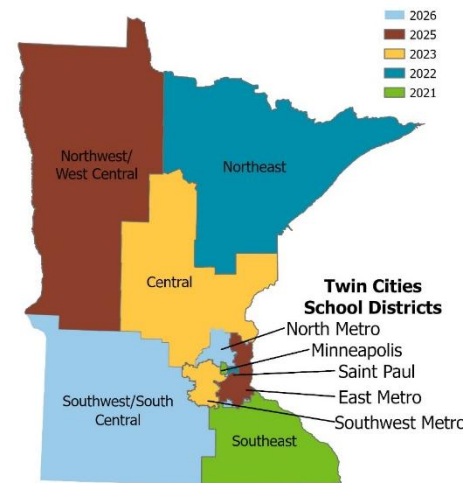 2026
2025
2023
2022
2021
Northwest/
West Central
Northeast
Central
Twin Cities
School Districts
North Metro
Minneapolis
Saint Paul
East Metro
Southwest Metro
Southwest/South
Central
Southeast